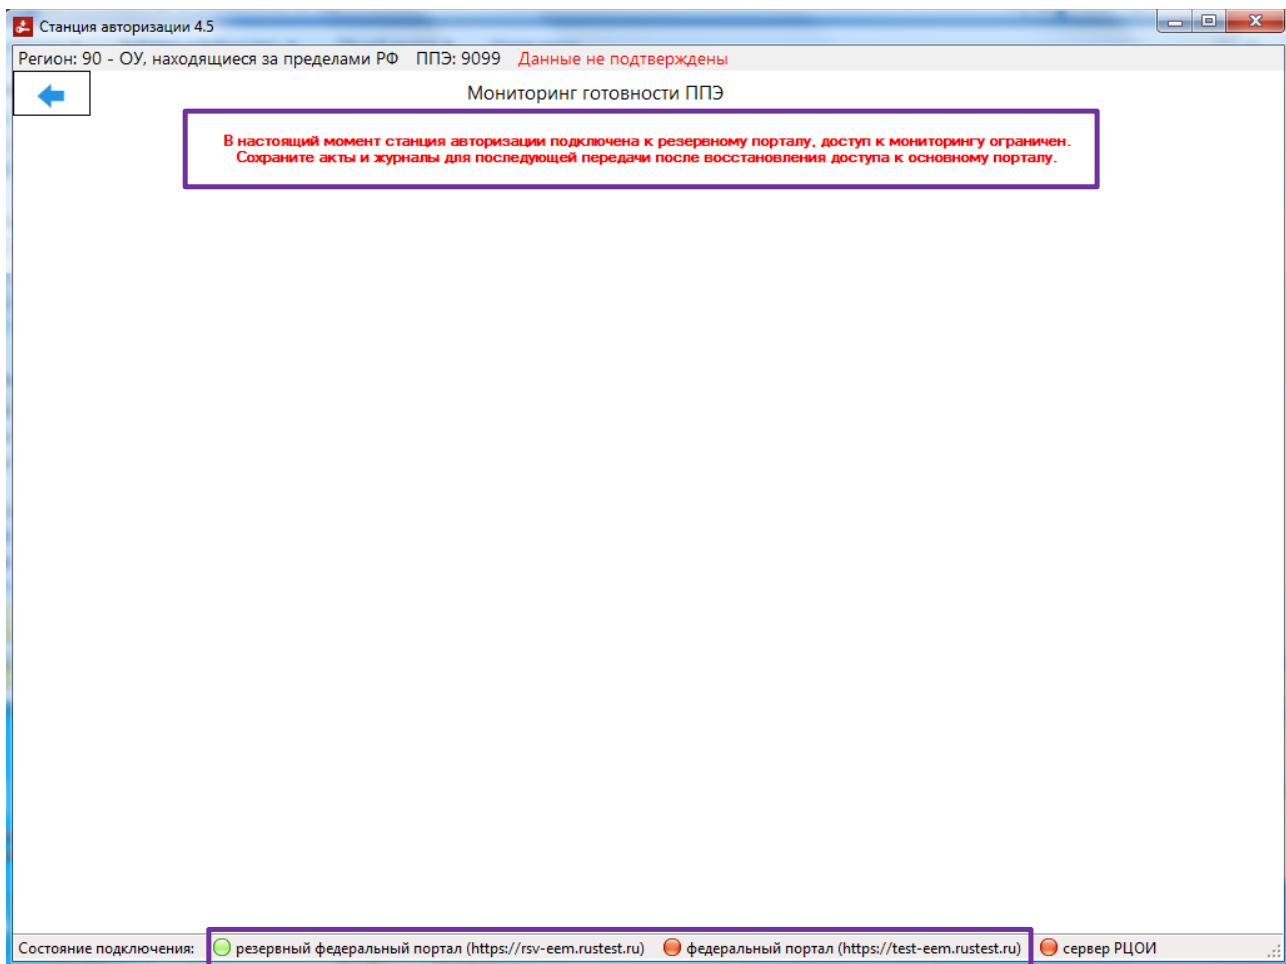 Станция авторизации 4.5
Регион: 90 - ОУ, находящиеся за пределами РФ ППЭ: 9099 Данные не подтверждены
Мониторинг готовности ППЭ
В настоящий момент станция авторизации подключена к резервному порталу, доступ к мониторингу ограничен.
Сохраните акты и журналы для последующей передачи после восстановления доступа к основному порталу.
Состояние подключения: резервный федеральный портал (https://rsv-eem.rustest.ru) федеральный портал (https://test-eem.rustest.ru) сервер РЦОИ